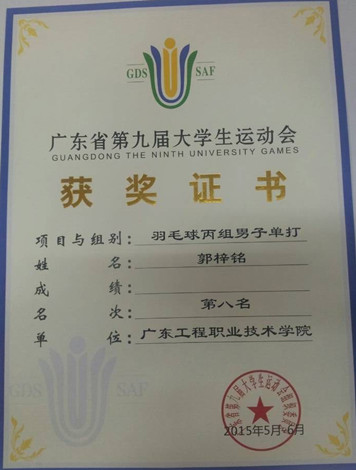 GDS SAF
广东省第九届大学生运动会
GUANGDONG THE NINTH UNIVERSITY GAMES
获奖证书
项目与组别：羽毛球丙组男子单打
姓名：郭梓铭
成绩：
名次：第八名
单位：广东工程职业技术学院
GDS SAF
2015年5月-6月